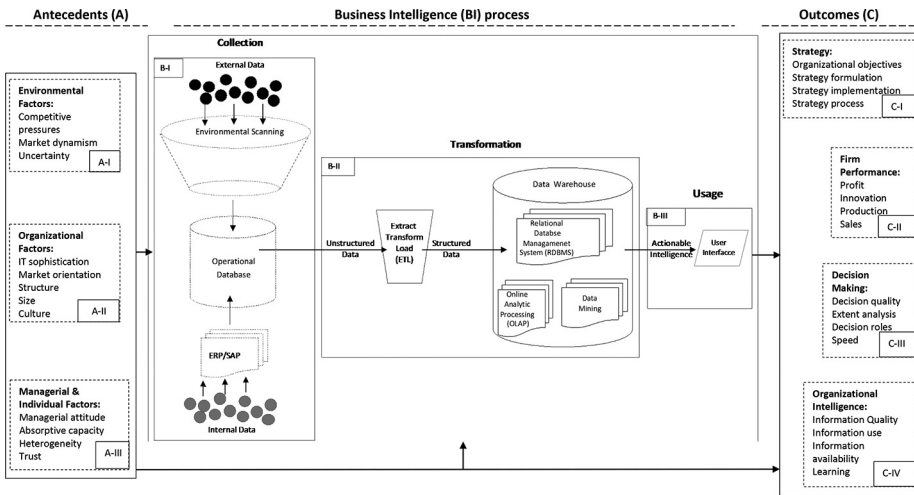 Antecedents (A)
Business Intelligence (BI) process
Outcomes (C)
Environmental
Factors:
Competitive
pressures
Market dynamism
Uncertainty
A-I
Organizational
Factors:
IT sophistication
Market orientation
Structure
Size
Culture
A-II
Managerial &
Individual Factors:
Managerial attitude
Absorptive capacity
Heterogeneity
Trust
A-III
Collection
B-I
External Data
Environmental Scanning
Operational
Database
ERP/SAP
Internal Data
Transformation
B-II
Unstructured
Data
Extract
Transform
Load
(ETL)
Structured
Data
Data Warehouse
Relational
Databse
Managamenet
System (RDBMS)
Online
Analytic
Processing
(OLAP)
Data
Mining
Usage
B-III
Actionable
Intelligence
User
Interfacce
Strategy:
Organizational objectives
Strategy formulation
Strategy implementation
Strategy process
C-I
Firm
Performance:
Profit
Innovation
Production
Sales
C-II
Decision
Making:
Decision quality
Extent analysis
Decision roles
Speed
C-III
Organizational
Intelligence:
Information Quality
Information use
Information
availability
Learning
C-IV